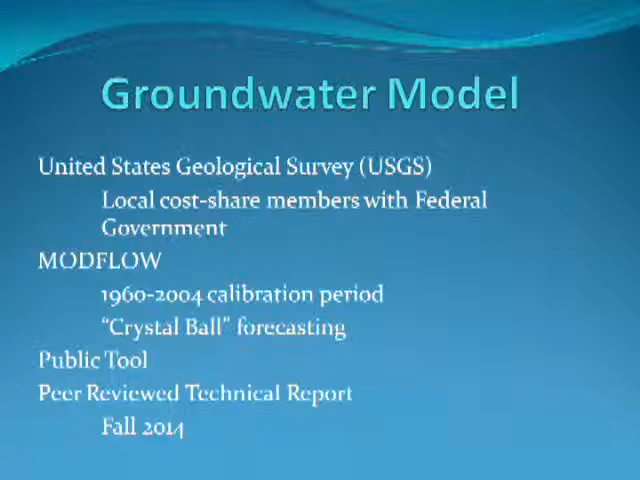 Groundwater Model
United States Geological Survey (USGS)
Local cost-share members with Federal
Government
MODFLOW
1960-2004 calibration period
“Crystal Ball” forecasting
Public Tool
Peer Reviewed Technical Report
Fall 2014